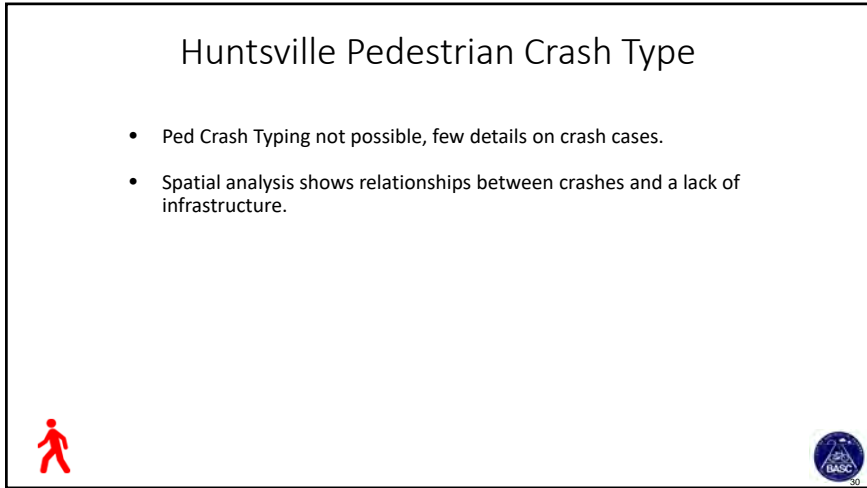 Huntsville Pedestrian Crash Type
• Ped Crash Typing not possible, few details on crash cases.
• Spatial analysis shows relationships between crashes and a lack of
infrastructure.
BASC
30